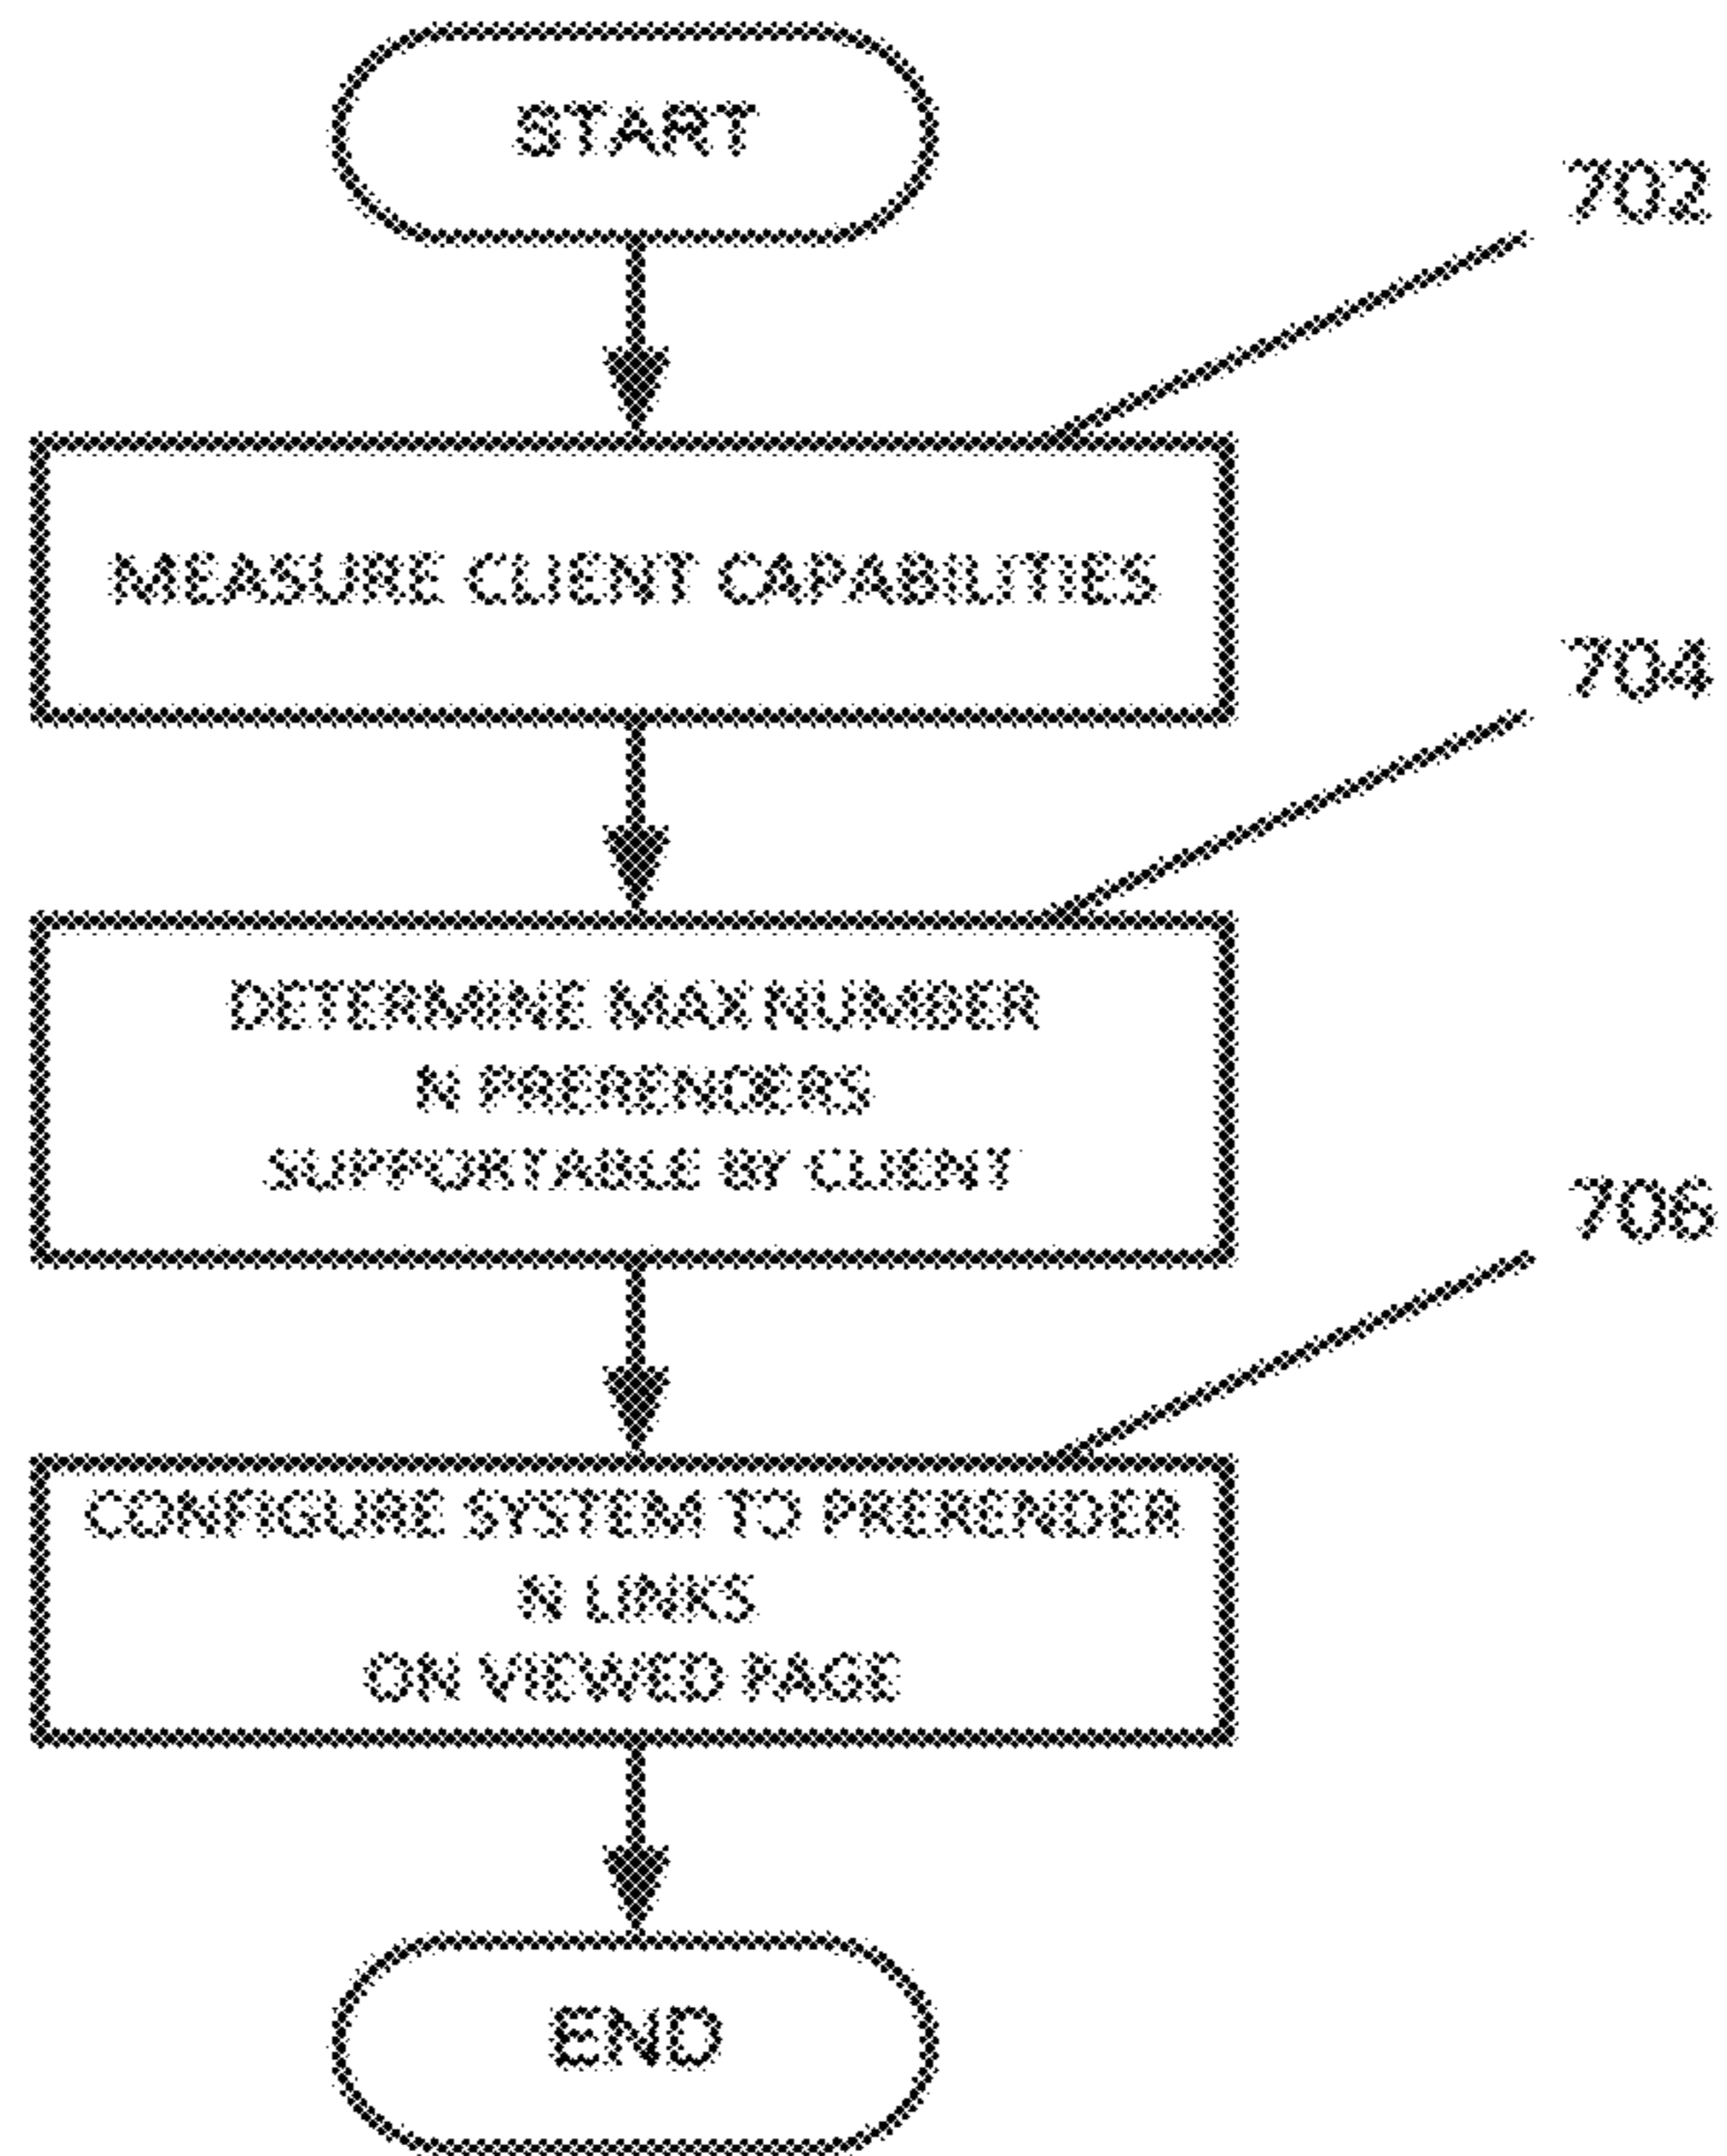 START
702
MEASURE CLIENT CAPABILITIES
704
DETERMINE MAX NUMBER
N PRERENDERS
SUPPORTABLE BY CLIENT
706
CONFIGURE SYSTEM TO PRERENDER
N LINKS
ON VIEWED PAGE
END